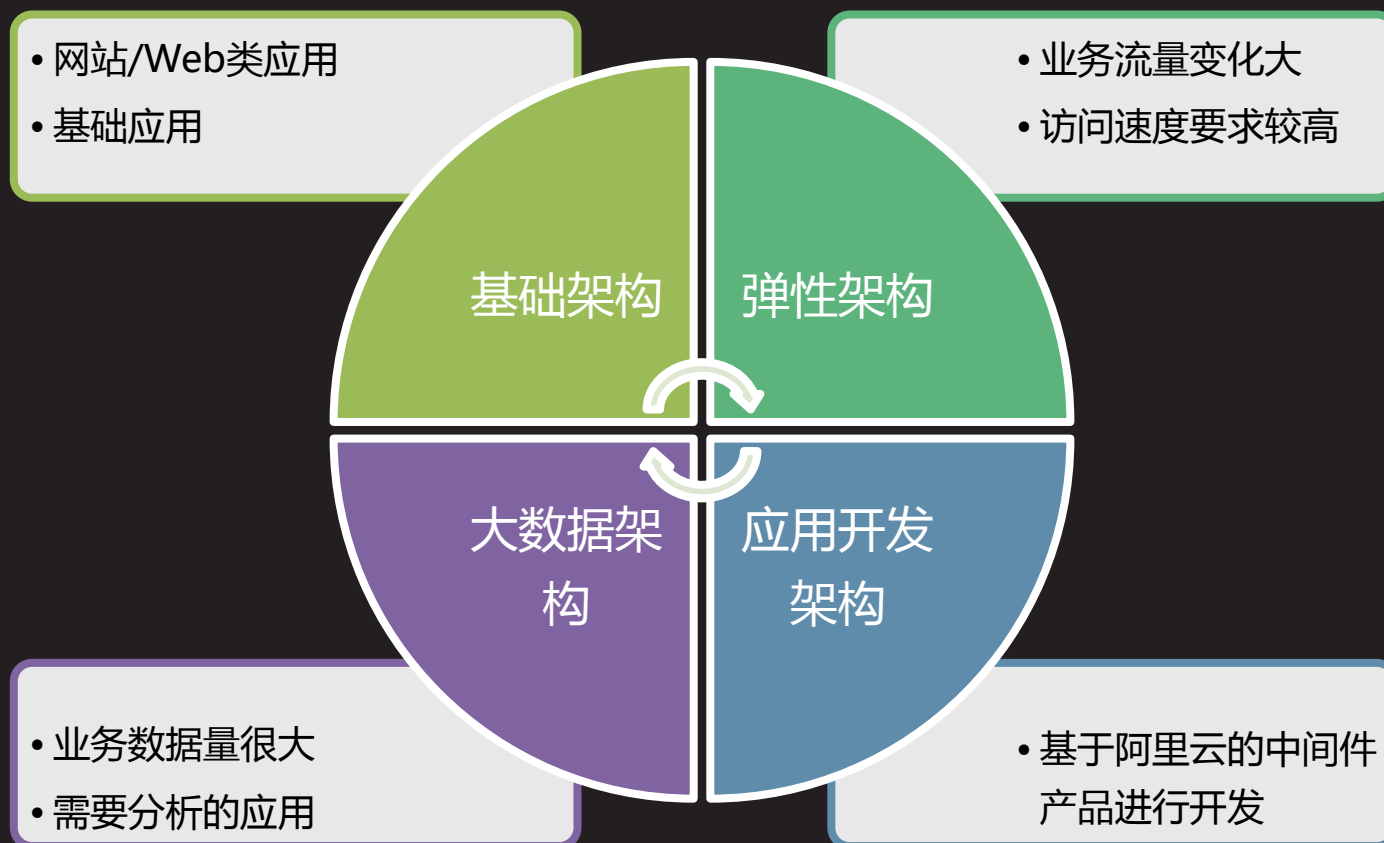 • 网站/Web类应用
• 基础应用
• 业务流量变化大
• 访问速度要求较高
基础架构
弹性架构
大数据架
构
应用开发
架构
• 业务数据量很大
• 需要分析的应用
• 基于阿里云的中间件
产品进行开发